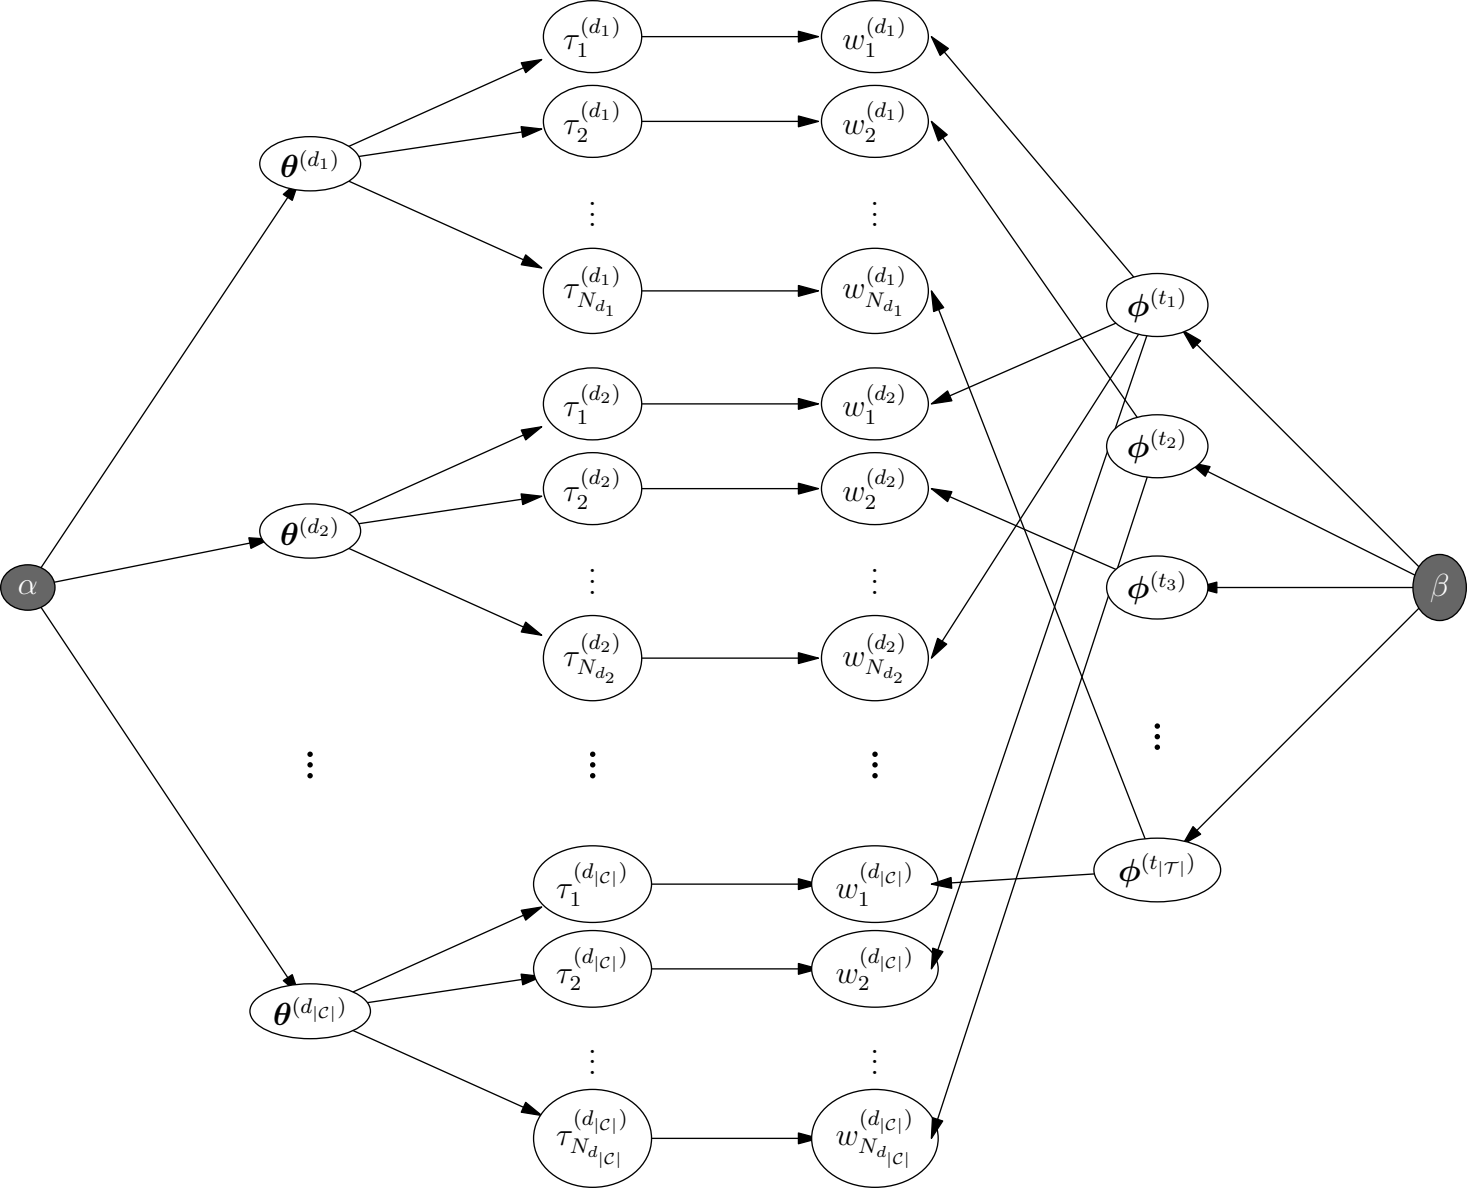 τ_1^{(d_1)} w_1^{(d_1)}
τ_2^{(d_1)} w_2^{(d_1)}
θ^{(d_1)}
⋮ ⋮
τ_{N_{d_1}}^{(d_1)} w_{N_{d_1}}^{(d_1)} ϕ^{(t_1)}
τ_1^{(d_2)} w_1^{(d_2)}
ϕ^{(t_2)}
τ_2^{(d_2)} w_2^{(d_2)}
θ^{(d_2)}
α ⋮ ⋮ ϕ^{(t_3)} β
τ_{N_{d_2}}^{(d_2)} w_{N_{d_2}}^{(d_2)}
⋮
⋮ ⋮ ⋮
τ_1^{(d_{|𝒞|})} w_1^{(d_{|𝒞|})} ϕ^{(t_{|𝒯|})}
τ_2^{(d_{|𝒞|})} w_2^{(d_{|𝒞|})}
θ^{(d_{|𝒞|})}
⋮ ⋮
τ_{N_{d_{|𝒞|}}}^{(d_{|𝒞|})} w_{N_{d_{|𝒞|}}}^{(d_{|𝒞|})}